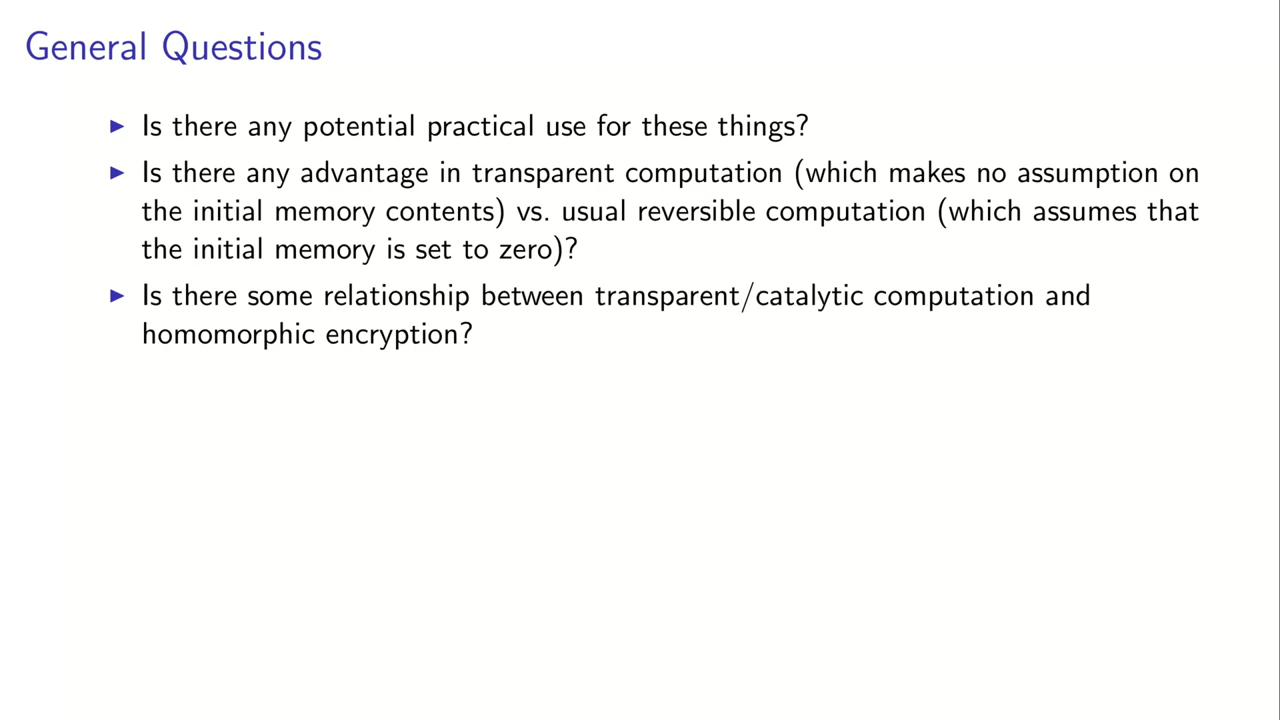 General Questions
▶ Is there any potential practical use for these things?
▶ Is there any advantage in transparent computation (which makes no assumption on
the initial memory contents) vs. usual reversible computation (which assumes that
the initial memory is set to zero)?
▶ Is there some relationship between transparent/catalytic computation and
homomorphic encryption?